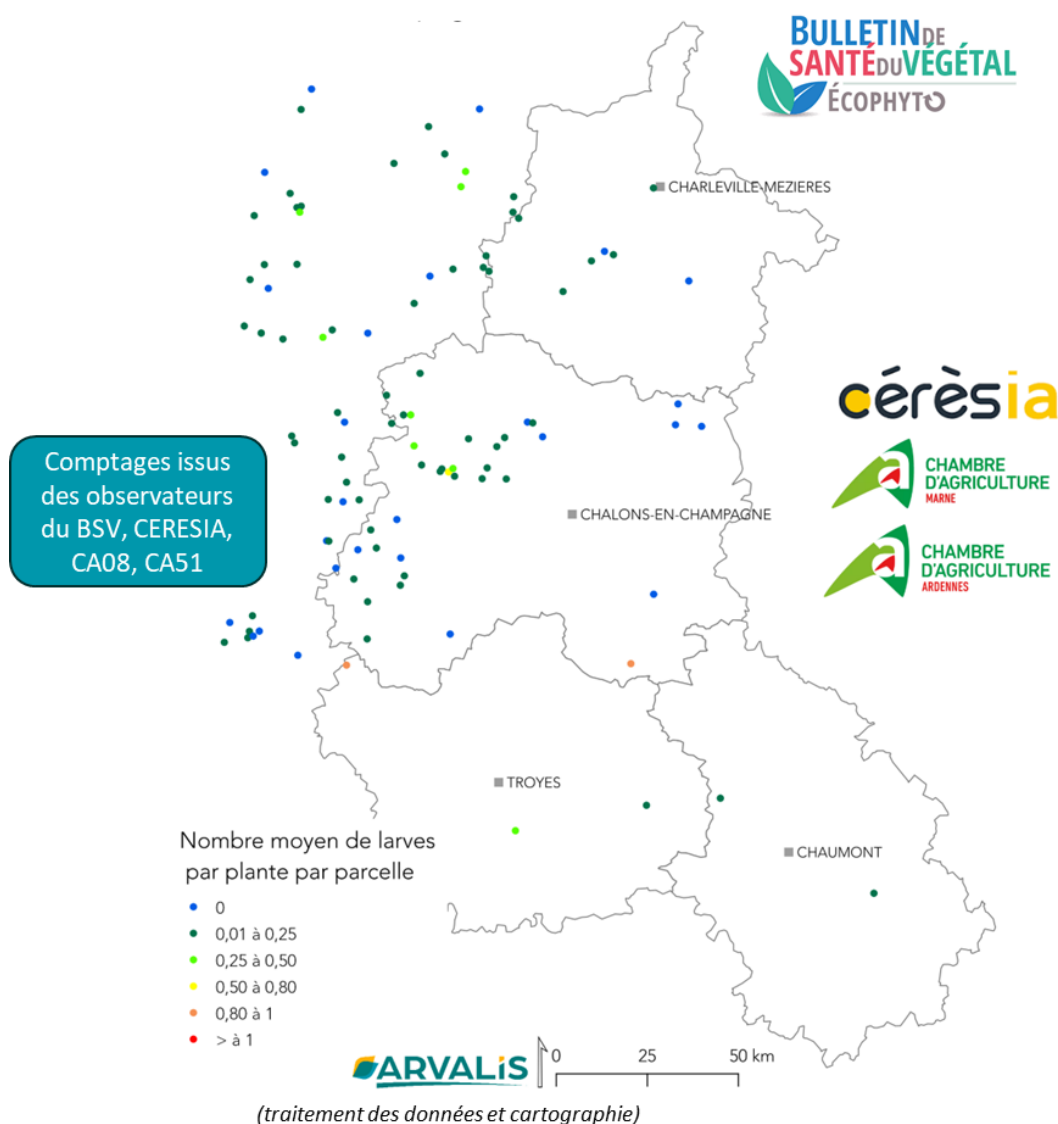 BULLETIN DE
SANTÉ DU VÉGÉTAL
ÉCOPHYTO
CHARLEVILLE-MEZIERES
cérèsia
CHAMBRE
D'AGRICULTURE
MARNE
Comptages issus
des observateurs
du BSV, CERESIA,
CA08, CA51
CHALONS-EN-CHAMPAGNE
CHAMBRE
D'AGRICULTURE
ARDENNES
TROYES
CHAUMONT
Nombre moyen de larves
par plante par parcelle
0
0,01 à 0,25
0,25 à 0,50
0,50 à 0,80
0,80 à 1
> à 1
ARVALIS
0 25 50 km
(traitement des données et cartographie)